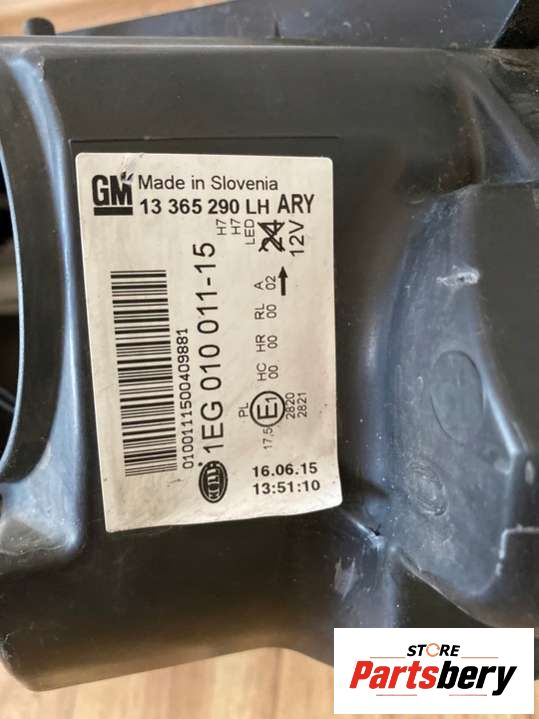 GM Made in Slovenia
13 365 290 LH ARY
H7
H7
LED
24
12V
1EG 010 011-15
0100111500409881
HC HR RL A
00 00 00 02
PL
17,5
E1
2820
2821
16.06.15
13:51:10
STORE
Partsbery